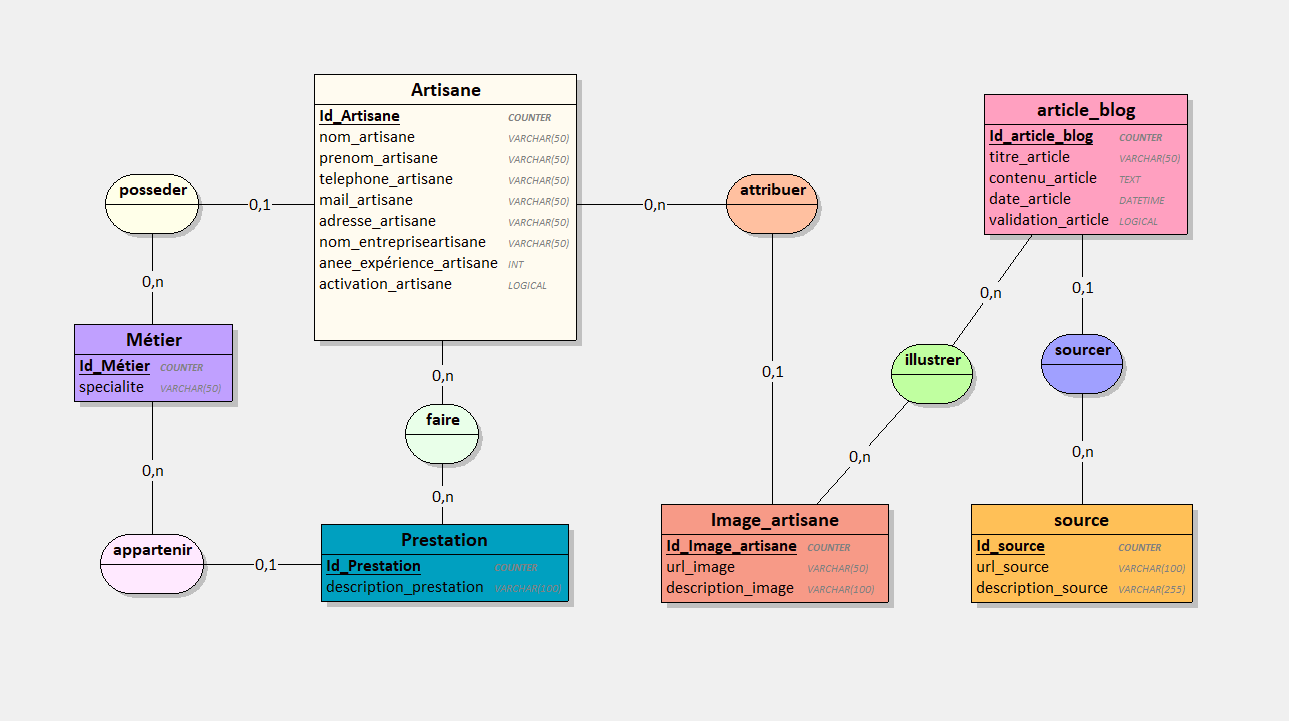 Artisane
Id_Artisane COUNTER
nom_artisane VARCHAR(50)
prenom_artisane VARCHAR(50)
telephone_artisane VARCHAR(50)
mail_artisane VARCHAR(50)
adresse_artisane VARCHAR(50)
nom_entrepriseartisane VARCHAR(50)
anee_expérience_artisane INT
activation_artisane LOGICAL
article_blog
Id_article_blog COUNTER
titre_article VARCHAR(50)
contenu_article TEXT
date_article DATETIME
validation_article LOGICAL
posseder
0,1
0,n
attribuer
0,n
0,1
0,n
0,1
illustrer
sourcer
0,n
0,n
Métier
Id_Métier COUNTER
specialite VARCHAR(50)
0,n
faire
0,n
0,n
appartenir
0,1
Prestation
Id_Prestation COUNTER
description_prestation VARCHAR(100)
Image_artisane
Id_Image_artisane COUNTER
url_image VARCHAR(50)
description_image VARCHAR(100)
source
Id_source COUNTER
url_source VARCHAR(100)
description_source VARCHAR(255)